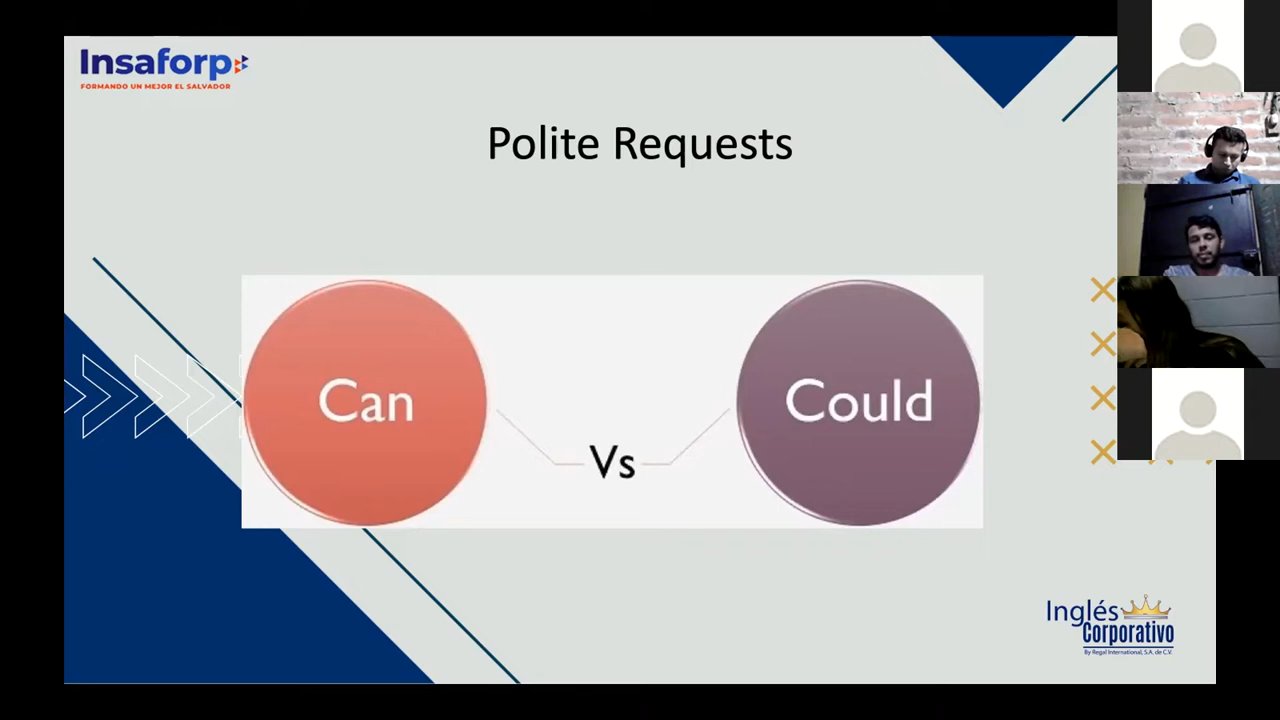 Insaforp
FORMANDO UN MEJOR EL SALVADOR
Polite Requests
Can
Vs
Could
Inglés
Corporativo
By Regal International, S.A. de C.V.